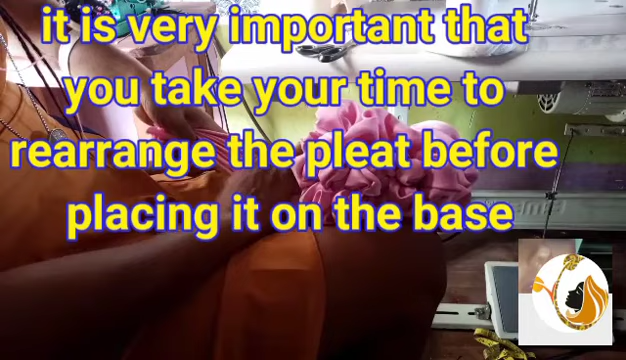 it is very important that
you take your time to
rearrange the pleat before
placing it on the base